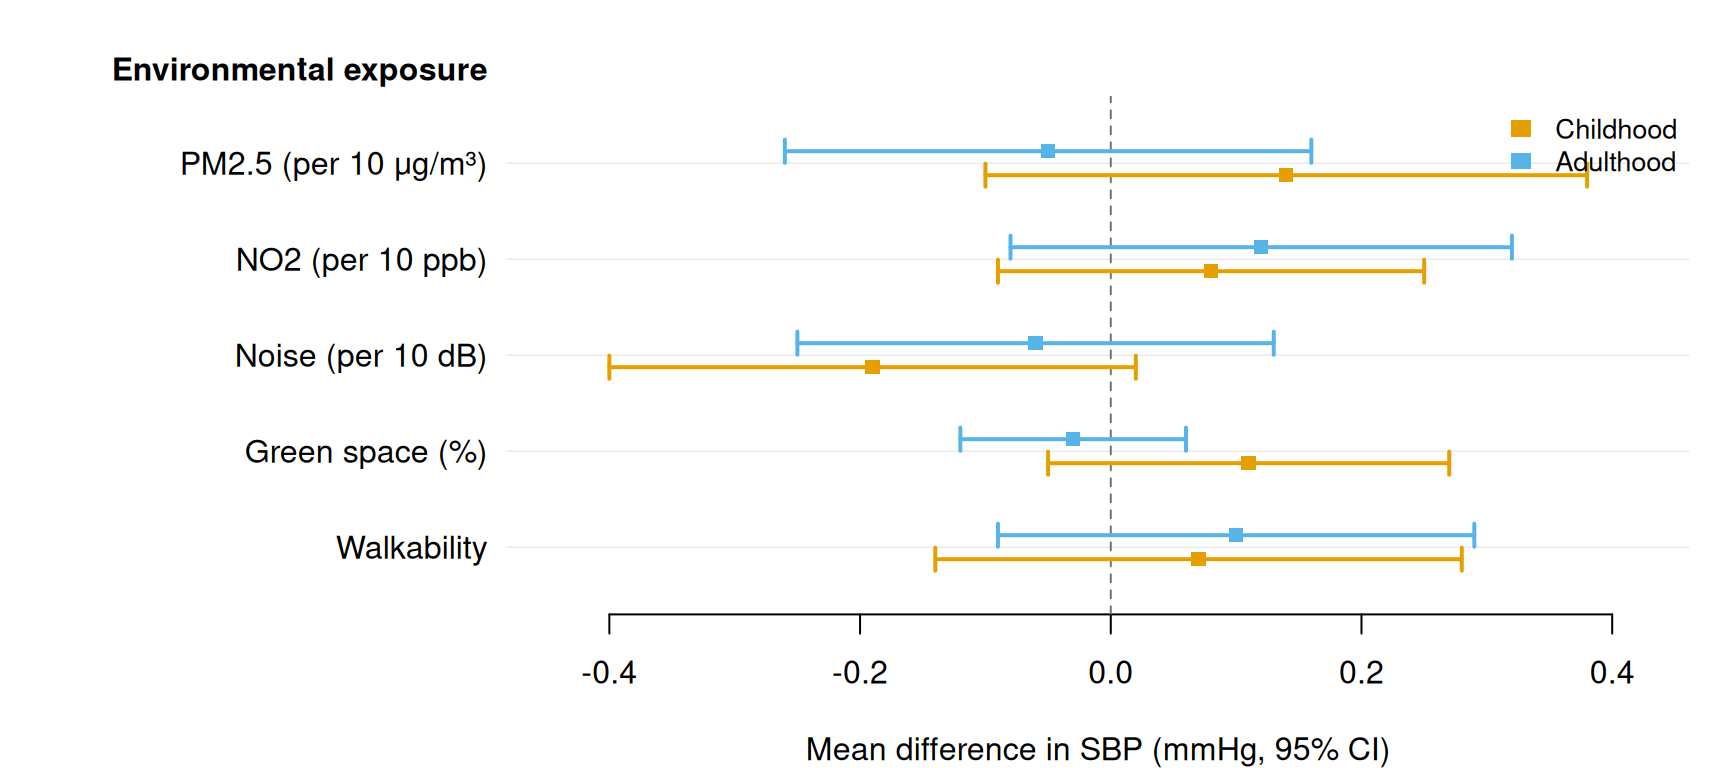 Environmental exposure
Childhood
Adulthood
PM2.5 (per 10 µg/m³)
NO2 (per 10 ppb)
Noise (per 10 dB)
Green space (%)
Walkability
-0.4 -0.2 0.0 0.2 0.4
Mean difference in SBP (mmHg, 95% CI)